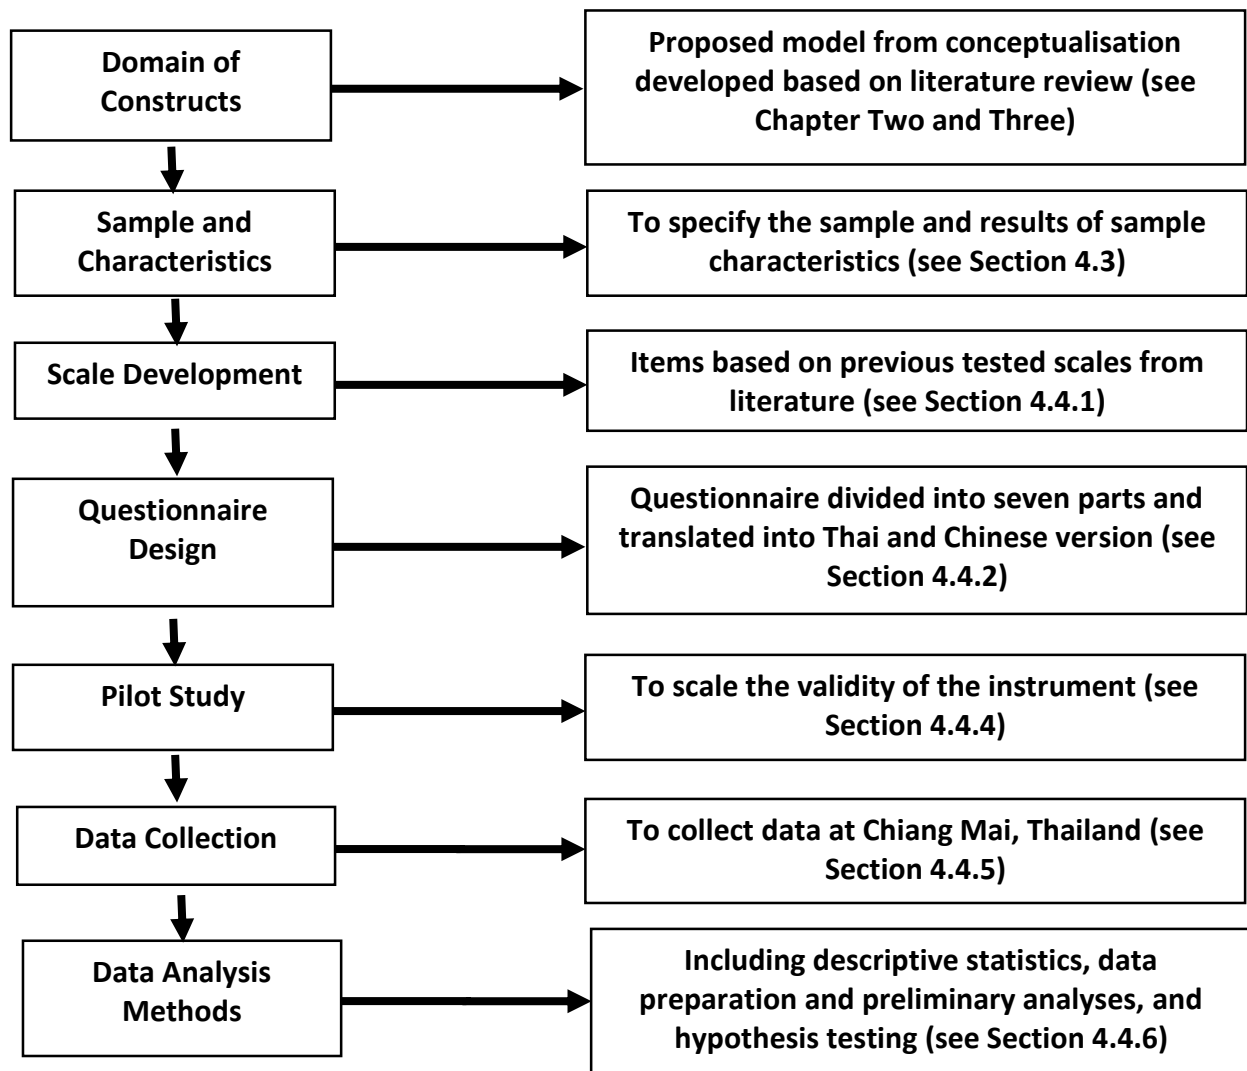 Domain of
Constructs
Proposed model from conceptualisation
developed based on literature review (see
Chapter Two and Three)
Sample and
Characteristics
To specify the sample and results of sample
characteristics (see Section 4.3)
Scale Development
Items based on previous tested scales from
literature (see Section 4.4.1)
Questionnaire
Design
Questionnaire divided into seven parts and
translated into Thai and Chinese version (see
Section 4.4.2)
Pilot Study
To scale the validity of the instrument (see
Section 4.4.4)
Data Collection
To collect data at Chiang Mai, Thailand (see
Section 4.4.5)
Data Analysis
Methods
Including descriptive statistics, data
preparation and preliminary analyses, and
hypothesis testing (see Section 4.4.6)